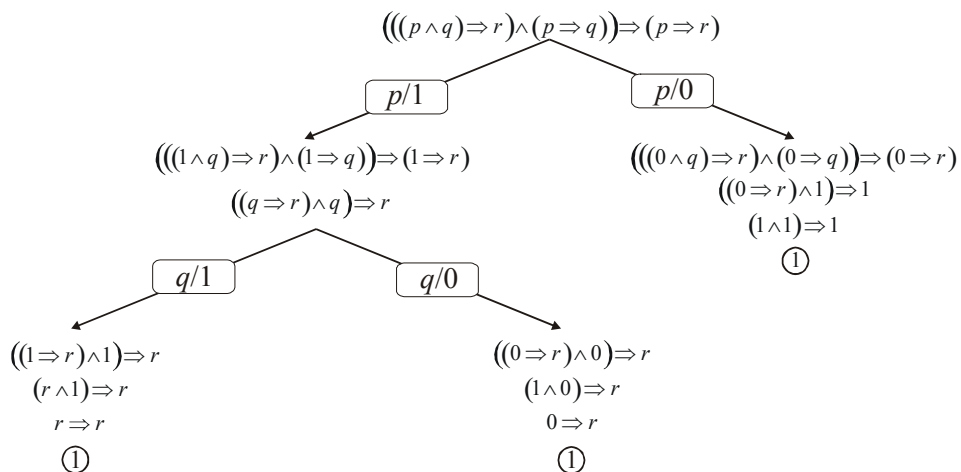 (((p ∧ q) ⇒ r) ∧ (p ⇒ q)) ⇒ (p ⇒ r)
p/1
p/0
(((1 ∧ q) ⇒ r) ∧ (1 ⇒ q)) ⇒ (1 ⇒ r)
((q ⇒ r) ∧ q) ⇒ r
(((0 ∧ q) ⇒ r) ∧ (0 ⇒ q)) ⇒ (0 ⇒ r)
((0 ⇒ r) ∧ 1) ⇒ 1
(1 ∧ 1) ⇒ 1
1
q/1
q/0
((1 ⇒ r) ∧ 1) ⇒ r
(r ∧ 1) ⇒ r
r ⇒ r
1
((0 ⇒ r) ∧ 0) ⇒ r
(1 ∧ 0) ⇒ r
0 ⇒ r
1